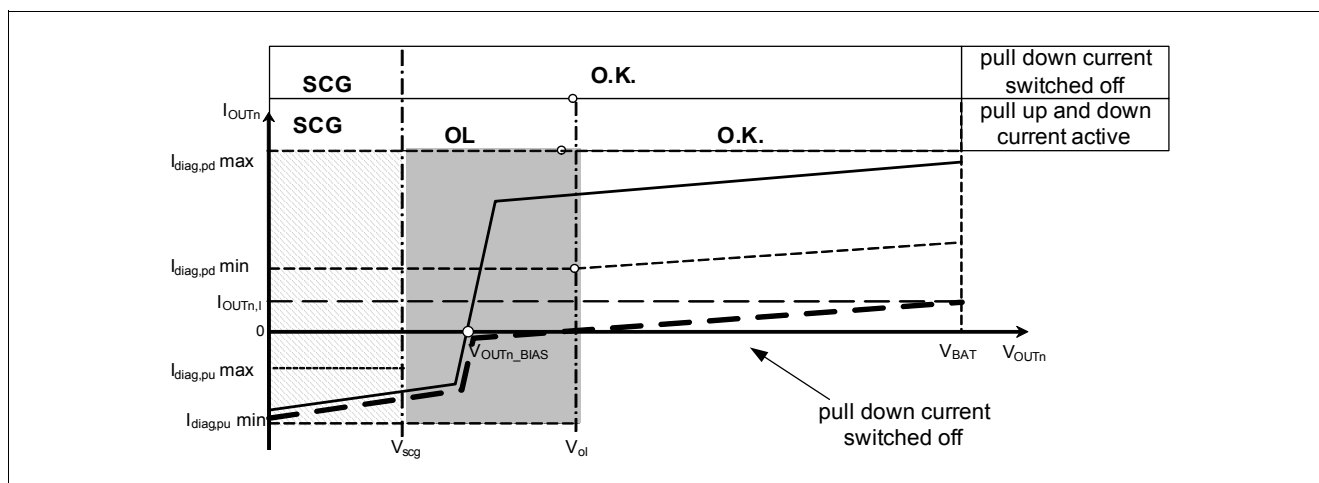 SCG
O.K.
pull down current
switched off
I_OUTn
SCG
OL
O.K.
pull up and down
current active
I_diag,pd max
I_diag,pd min
I_OUTn,l
0
V_OUTn_BIAS
V_BAT
V_OUTn
I_diag,pu max
I_diag,pu min
pull down current
switched off
V_scg
V_ol